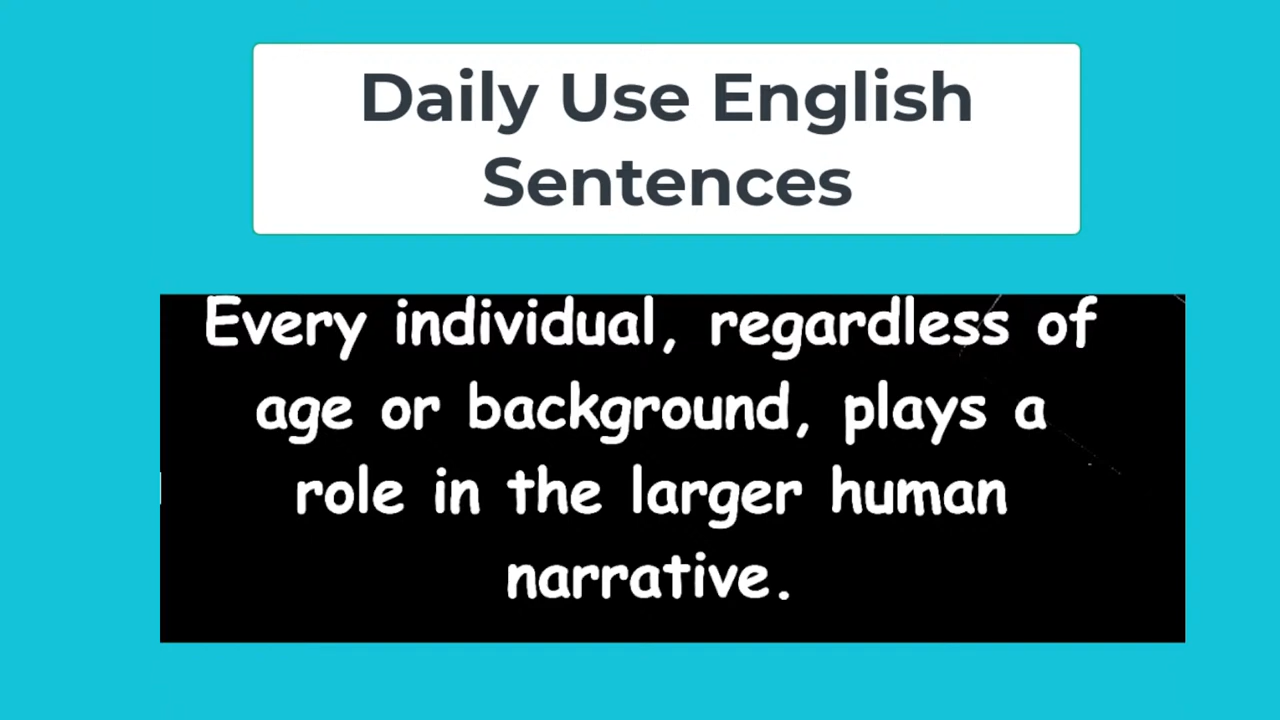 Daily Use English
Sentences
Every individual, regardless of
age or background, plays a
role in the larger human
narrative.